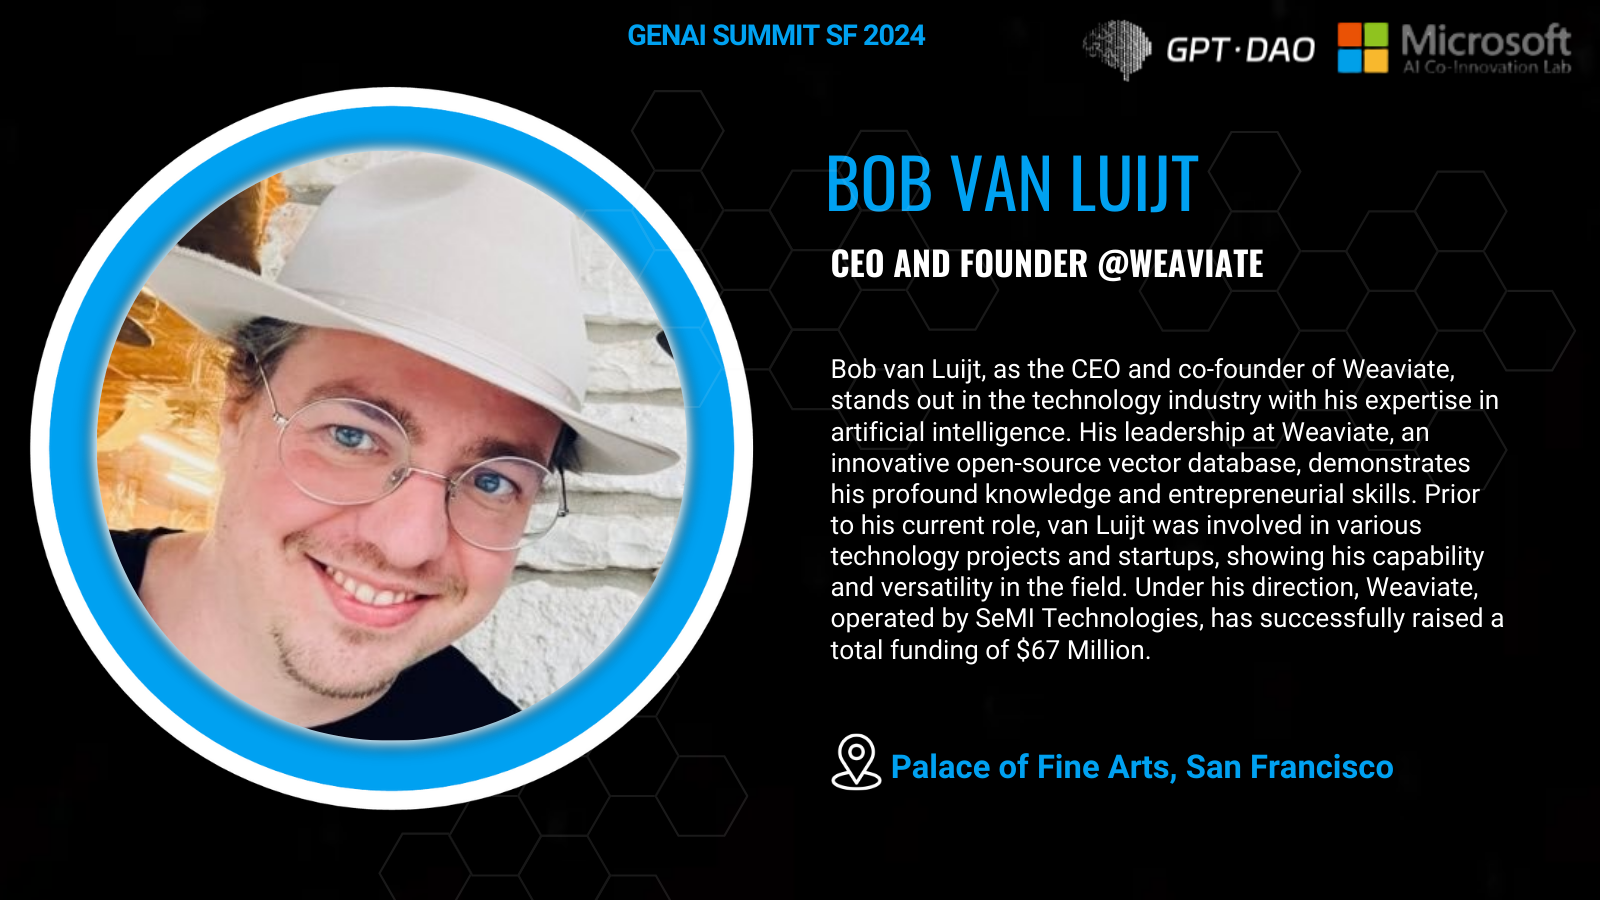 GENAI SUMMIT SF 2024
GPT·DAO
Microsoft
AI Co-Innovation Lab
BOB VAN LUIJT
CEO AND FOUNDER @WEAVIATE
Bob van Luijt, as the CEO and co-founder of Weaviate,
stands out in the technology industry with his expertise in
artificial intelligence. His leadership at Weaviate, an
innovative open-source vector database, demonstrates
his profound knowledge and entrepreneurial skills. Prior
to his current role, van Luijt was involved in various
technology projects and startups, showing his capability
and versatility in the field. Under his direction, Weaviate,
operated by SeMI Technologies, has successfully raised a
total funding of $67 Million.
Palace of Fine Arts, San Francisco